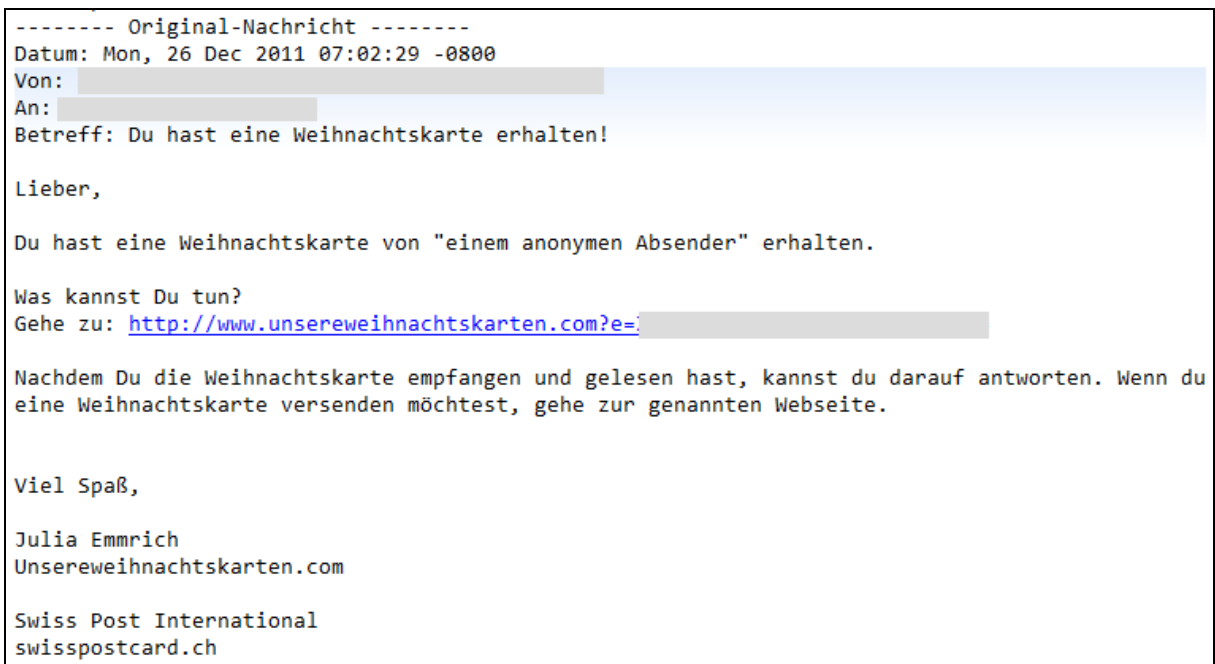 -------- Original-Nachricht --------
Datum: Mon, 26 Dec 2011 07:02:29 -0800
Von:
An:
Betreff: Du hast eine Weihnachtskarte erhalten!
Lieber,
Du hast eine Weihnachtskarte von "einem anonymen Absender" erhalten.
Was kannst Du tun?
Gehe zu: http://www.unsereweihnachtskarten.com?e=
Nachdem Du die Weihnachtskarte empfangen und gelesen hast, kannst du darauf antworten. Wenn du
eine Weihnachtskarte versenden möchtest, gehe zur genannten Webseite.
Viel Spaß,
Julia Emmrich
Unsereweihnachtskarten.com
Swiss Post International
swisspostcard.ch